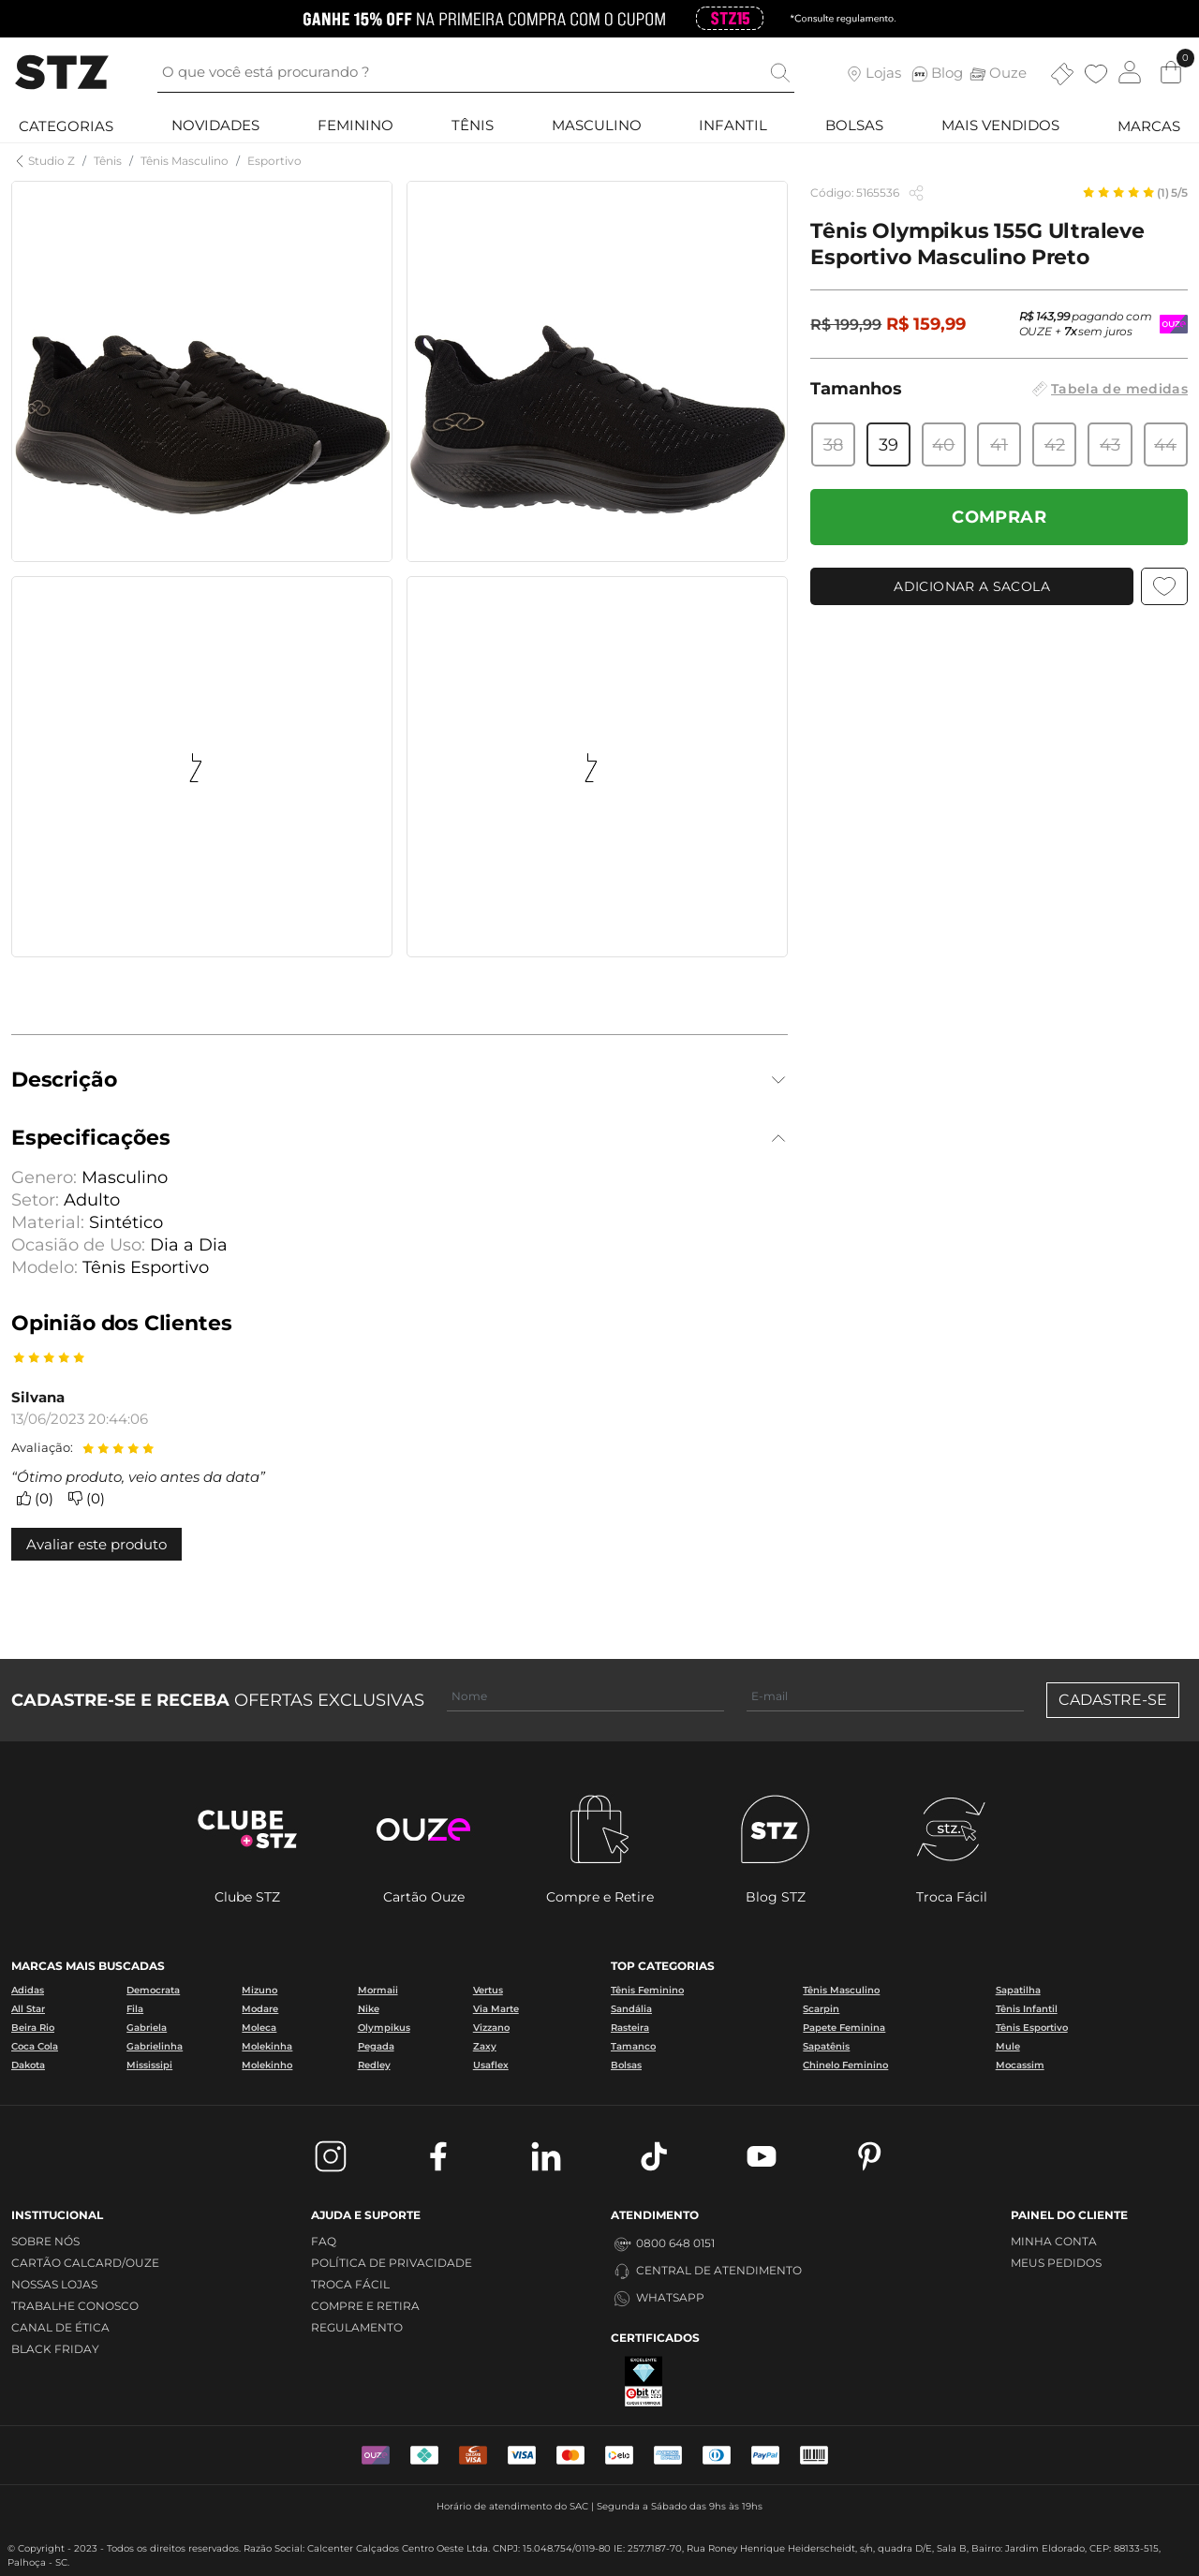 GANHE 15% OFF NA PRIMEIRA COMPRA COM O CUPOM STZ15 *Consulte regulamento.
STZ
O que você está procurando ?
Lojas STZ Blog Ouze
0
CATEGORIAS NOVIDADES FEMININO TÊNIS MASCULINO INFANTIL BOLSAS MAIS VENDIDOS MARCAS
Studio Z / Tênis / Tênis Masculino / Esportivo
Código: 5165536
(1) 5/5
Tênis Olympikus 155G Ultraleve
Esportivo Masculino Preto
R$ 199,99 R$ 159,99
R$ 143,99 pagando com
OUZE + 7x sem juros
Tamanhos
Tabela de medidas
38 39 40 41 42 43 44
COMPRAR
ADICIONAR A SACOLA
Descrição
Especificações
Genero: Masculino
Setor: Adulto
Material: Sintético
Ocasião de Uso: Dia a Dia
Modelo: Tênis Esportivo
Opinião dos Clientes
Silvana
13/06/2023 20:44:06
Avaliação:
“Ótimo produto, veio antes da data”
(0) (0)
Avaliar este produto
CADASTRE-SE E RECEBA OFERTAS EXCLUSIVAS
Nome
E-mail
CADASTRE-SE
CLUBE + STZ
ouze
STZ
stz.
Clube STZ
Cartão Ouze
Compre e Retire
Blog STZ
Troca Fácil
MARCAS MAIS BUSCADAS
Adidas Democrata Mizuno Mormaii Vertus
All Star Fila Modare Nike Via Marte
Beira Rio Gabriela Moleca Olympikus Vizzano
Coca Cola Gabrielinha Molekinha Pegada Zaxy
Dakota Mississipi Molekinho Redley Usaflex
TOP CATEGORIAS
Tênis Feminino Tênis Masculino Sapatilha
Sandália Scarpin Tênis Infantil
Rasteira Papete Feminina Tênis Esportivo
Tamanco Sapatênis Mule
Bolsas Chinelo Feminino Mocassim
INSTITUCIONAL
SOBRE NÓS
CARTÃO CALCARD/OUZE
NOSSAS LOJAS
TRABALHE CONOSCO
CANAL DE ÉTICA
BLACK FRIDAY
AJUDA E SUPORTE
FAQ
POLÍTICA DE PRIVACIDADE
TROCA FÁCIL
COMPRE E RETIRA
REGULAMENTO
ATENDIMENTO
0800 648 0151
CENTRAL DE ATENDIMENTO
WHATSAPP
CERTIFICADOS
EXCELENTE
ebit
PAINEL DO CLIENTE
MINHA CONTA
MEUS PEDIDOS
VISA VISA elo PayPal
Horário de atendimento do SAC | Segunda a Sábado das 9hs às 19hs
© Copyright - 2023 - Todos os direitos reservados. Razão Social: Calcenter Calçados Centro Oeste Ltda. CNPJ: 15.048.754/0119-80 IE: 257.7187-70, Rua Roney Henrique Heiderscheidt, s/n, quadra D/E, Sala B, Bairro: Jardim Eldorado, CEP: 88133-515,
Palhoça - SC.